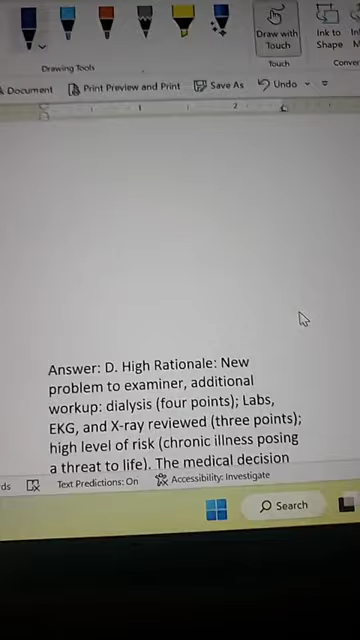 Draw with Touch
Ink to Shape
Drawing Tools
Touch
Document
Print Preview and Print
Save As
Undo
1
2
Answer: D. High Rationale: New
problem to examiner, additional
workup: dialysis (four points); Labs,
EKG, and X-ray reviewed (three points);
high level of risk (chronic illness posing
a threat to life). The medical decision
Text Predictions: On
Accessibility: Investigate
Search